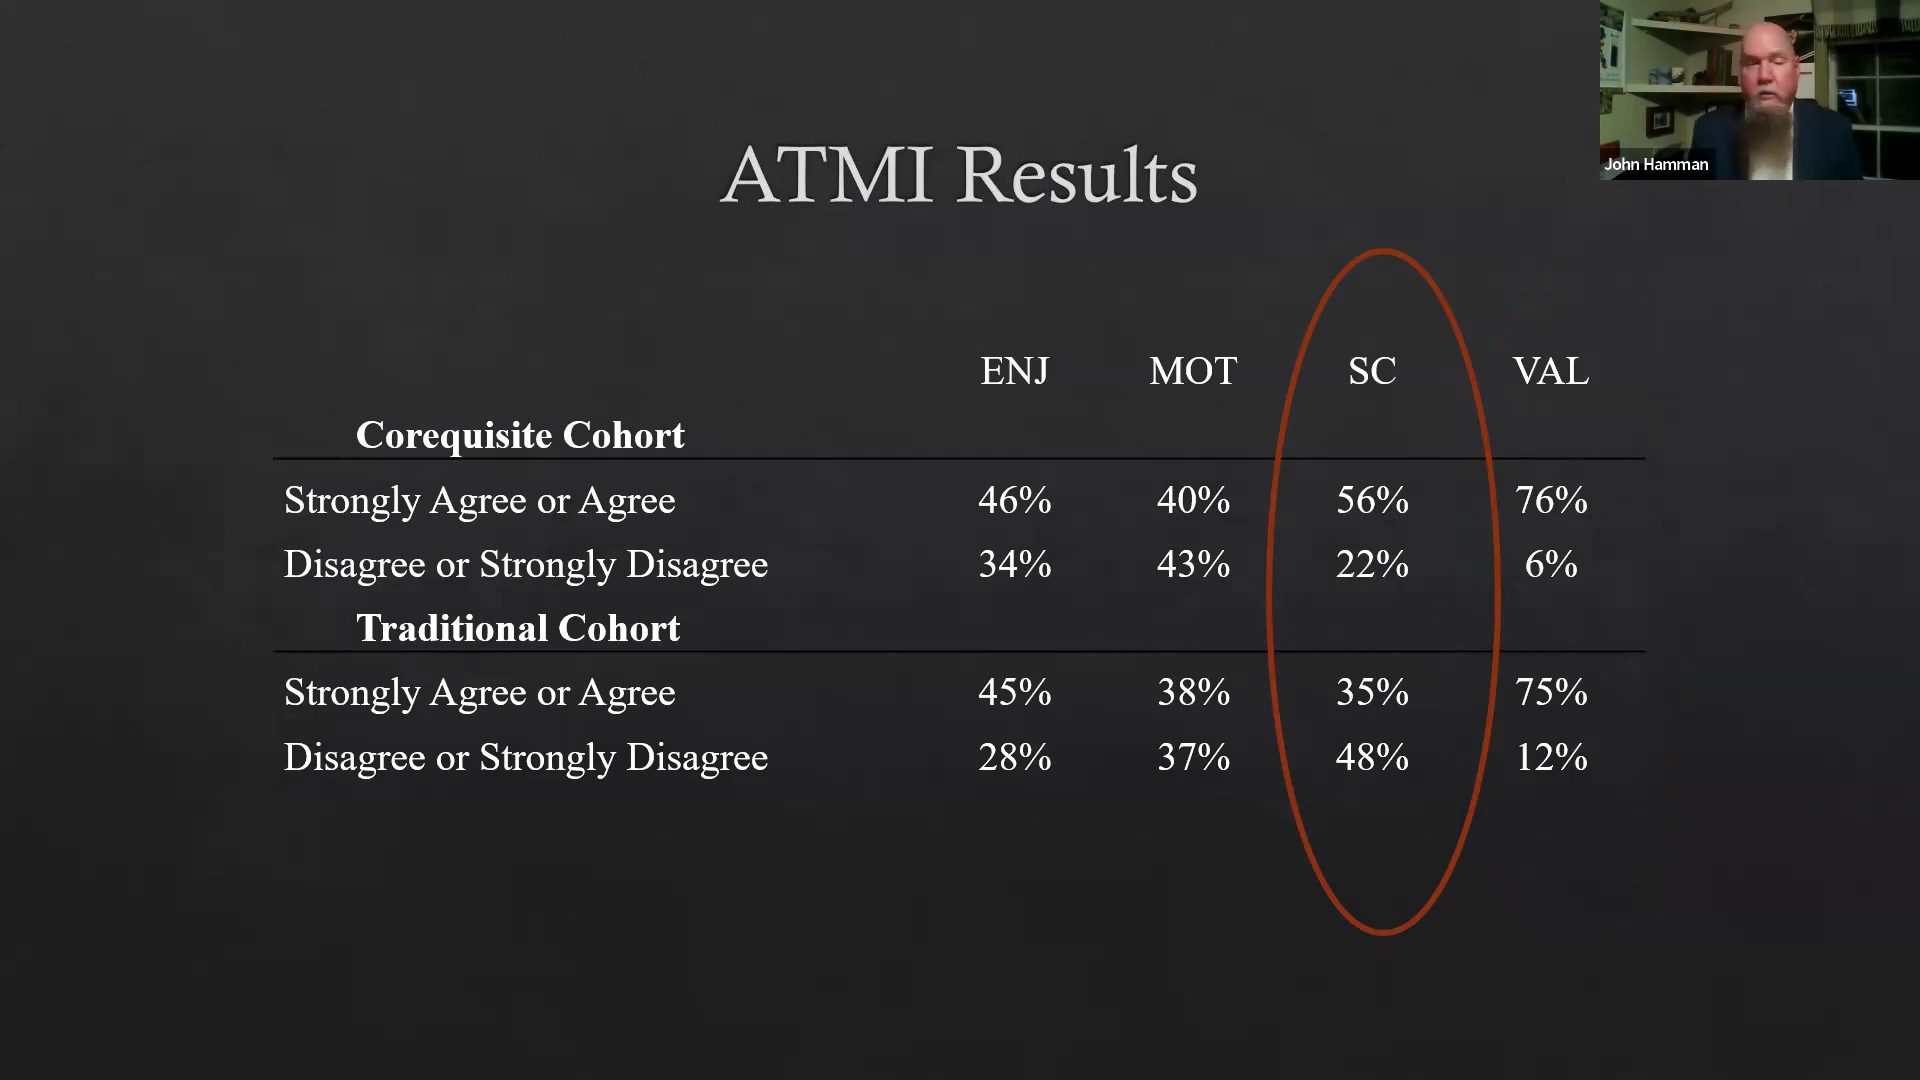 John Hamman
ATMI Results
ENJ MOT SC VAL
Corequisite Cohort
Strongly Agree or Agree 46% 40% 56% 76%
Disagree or Strongly Disagree 34% 43% 22% 6%
Traditional Cohort
Strongly Agree or Agree 45% 38% 35% 75%
Disagree or Strongly Disagree 28% 37% 48% 12%